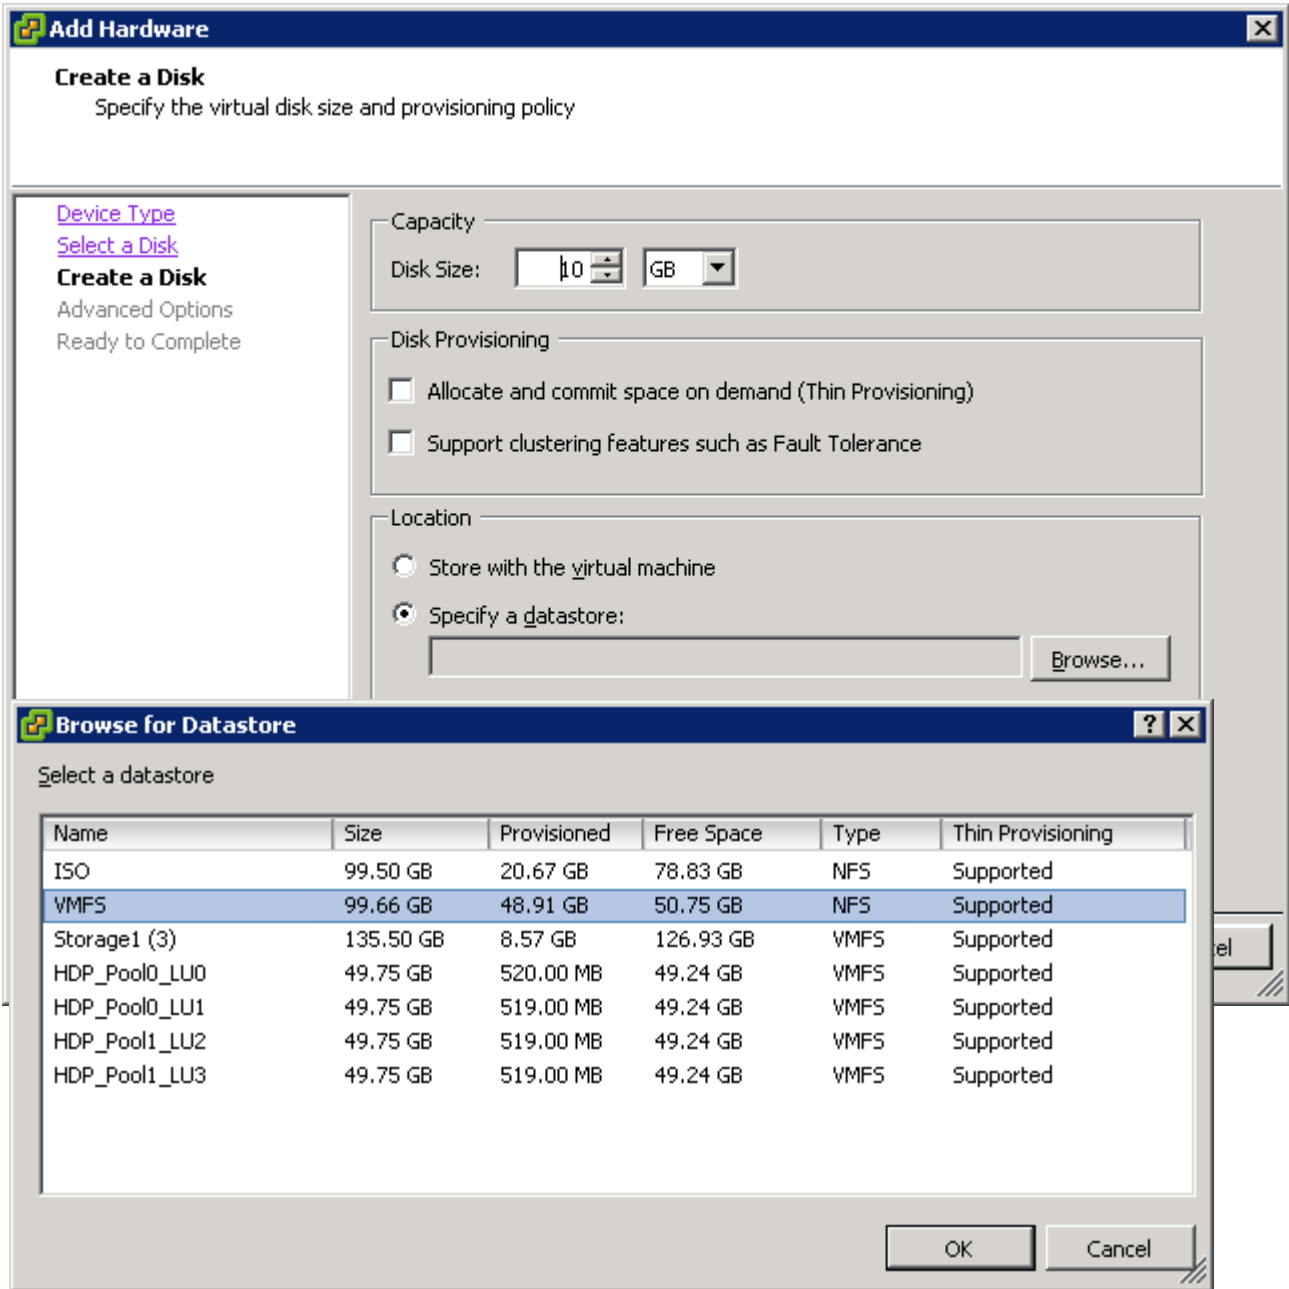 Add Hardware
Create a Disk
Specify the virtual disk size and provisioning policy
Device Type
Select a Disk
Create a Disk
Advanced Options
Ready to Complete
Capacity
Disk Size: 10 GB
Disk Provisioning
Allocate and commit space on demand (Thin Provisioning)
Support clustering features such as Fault Tolerance
Location
Store with the virtual machine
Specify a datastore:
Browse...
Browse for Datastore
Select a datastore
Name Size Provisioned Free Space Type Thin Provisioning
ISO 99.50 GB 20.67 GB 78.83 GB NFS Supported
VMFS 99.66 GB 48.91 GB 50.75 GB NFS Supported
Storage1 (3) 135.50 GB 8.57 GB 126.93 GB VMFS Supported
HDP_Pool0_LU0 49.75 GB 520.00 MB 49.24 GB VMFS Supported
HDP_Pool0_LU1 49.75 GB 519.00 MB 49.24 GB VMFS Supported
HDP_Pool1_LU2 49.75 GB 519.00 MB 49.24 GB VMFS Supported
HDP_Pool1_LU3 49.75 GB 519.00 MB 49.24 GB VMFS Supported
OK Cancel